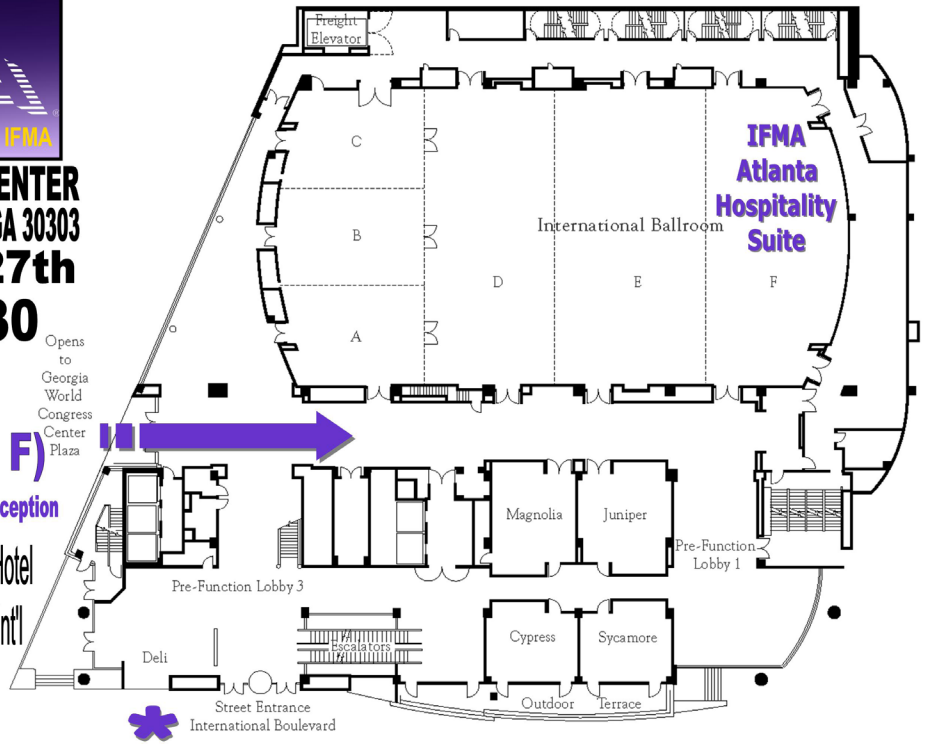 IFMA
ENTER
GA 30303
27th
30
F)
ception
Hotel
nt'l
Freight
Elevator
C
B
A
International Ballroom
D
E
F
IFMA
Atlanta
Hospitality
Suite
Opens
to
Georgia
World
Congress
Center
Plaza
Magnolia
Juniper
Pre-Function
Lobby 1
Pre-Function Lobby 3
Cypress
Sycamore
Escalators
Deli
Street Entrance
International Boulevard
Outdoor Terrace